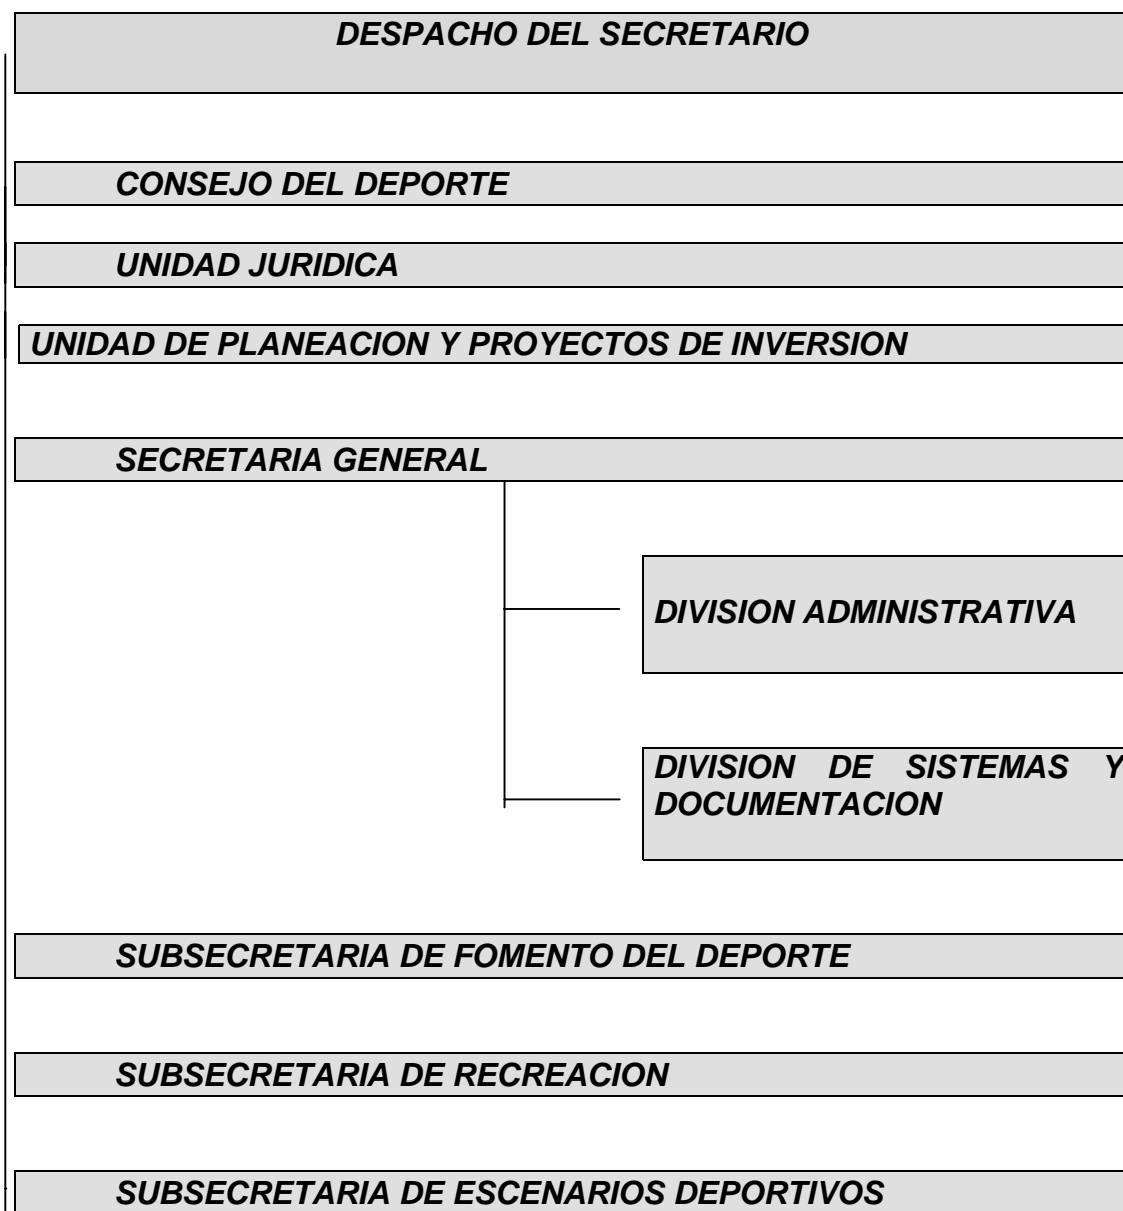 DESPACHO DEL SECRETARIO
CONSEJO DEL DEPORTE
UNIDAD JURIDICA
UNIDAD DE PLANEACION Y PROYECTOS DE INVERSION
SECRETARIA GENERAL
DIVISION ADMINISTRATIVA
DIVISION DE SISTEMAS Y
DOCUMENTACION
SUBSECRETARIA DE FOMENTO DEL DEPORTE
SUBSECRETARIA DE RECREACION
SUBSECRETARIA DE ESCENARIOS DEPORTIVOS